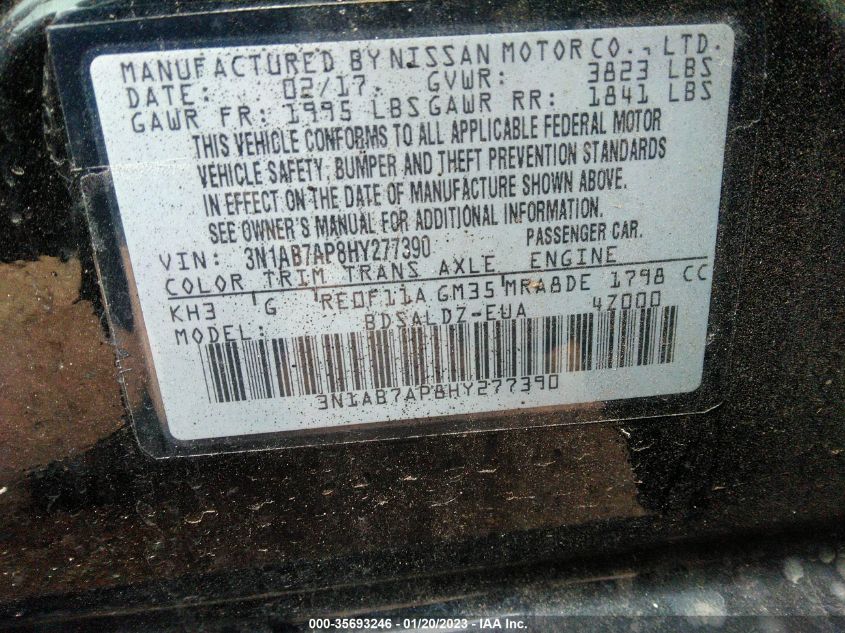 MANUFACTURED BY NISSAN MOTOR CO., LTD.
DATE: 02/17 GVWR: 3823 LBS
GAWR FR: 1995 LBS GAWR RR: 1841 LBS
THIS VEHICLE CONFORMS TO ALL APPLICABLE FEDERAL MOTOR
VEHICLE SAFETY, BUMPER AND THEFT PREVENTION STANDARDS
IN EFFECT ON THE DATE OF MANUFACTURE SHOWN ABOVE.
SEE OWNER'S MANUAL FOR ADDITIONAL INFORMATION.
VIN: 3N1AB7AP8HY277390 PASSENGER CAR.
COLOR TRIM TRANS AXLE ENGINE
KH3 G RE0F11A GM35 MRA8DE 1798 CC
MODEL: BDSALDZ-EUA 4Z000
3N1AB7AP8HY277390
000-35693246 - 01/20/2023 - IAA Inc.